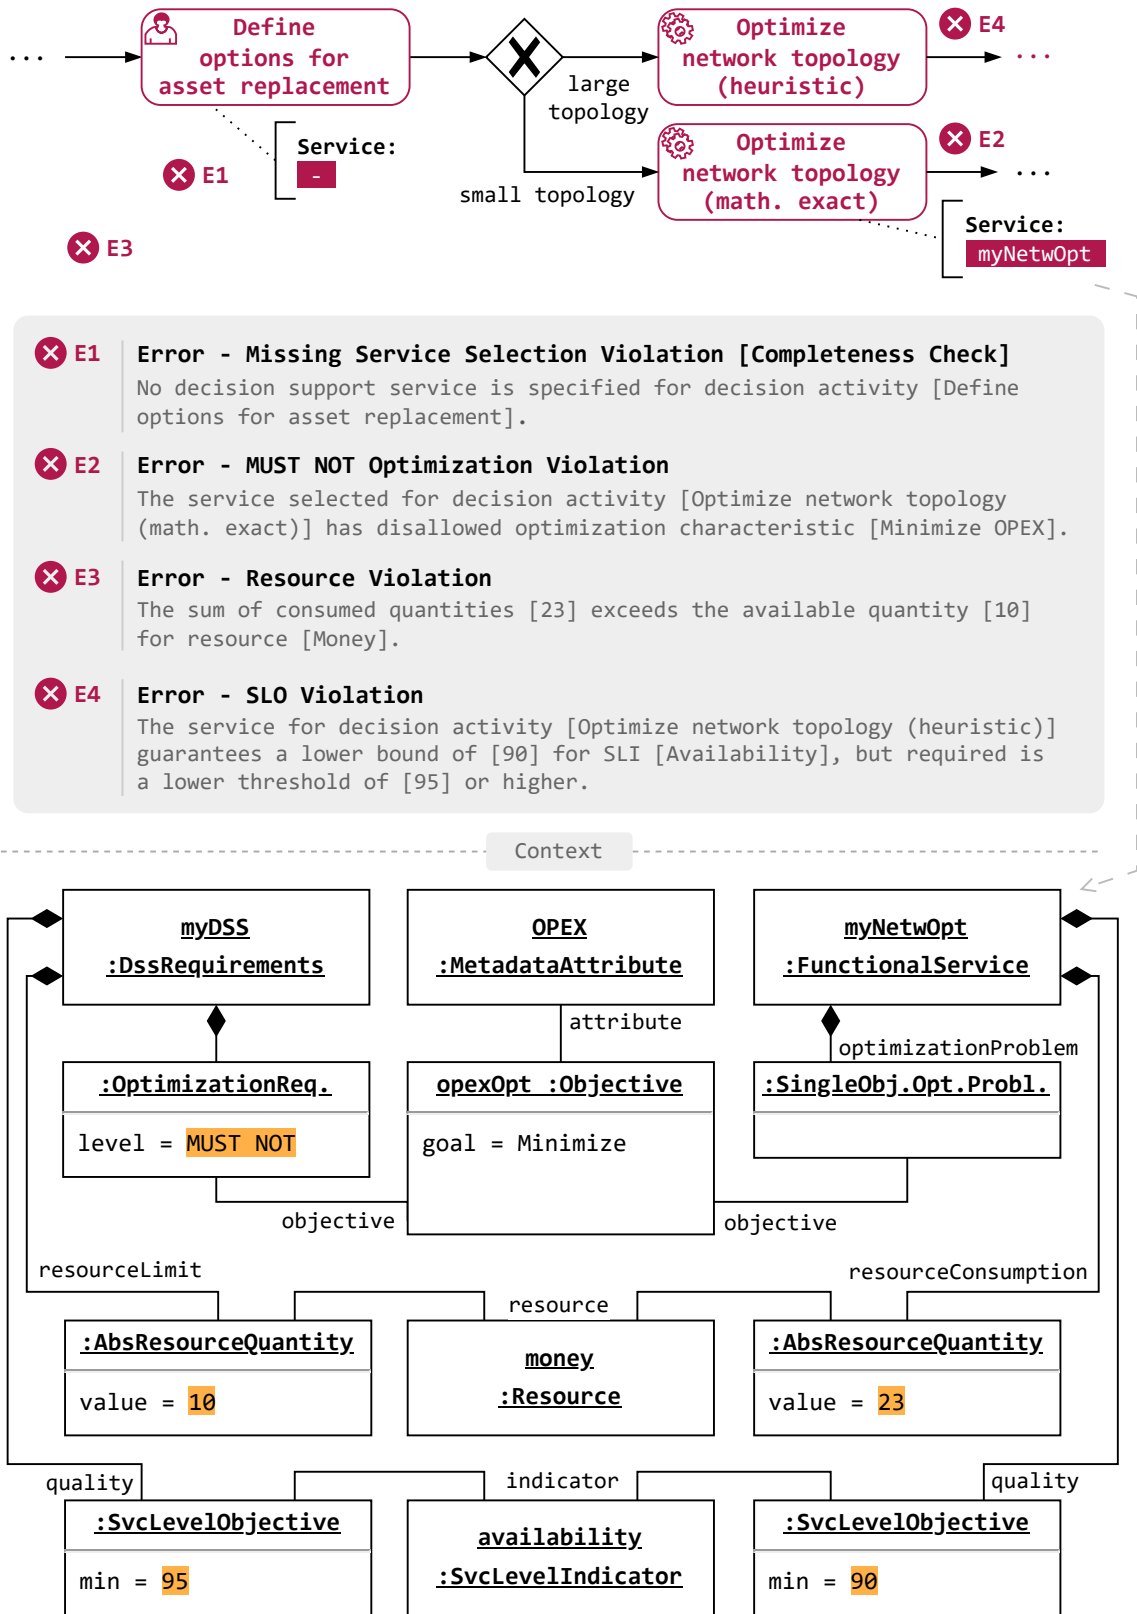 Define
options for
asset replacement
...
large
topology
small topology
Optimize
network topology
(heuristic)
E4
...
Optimize
network topology
(math. exact)
E2
...
Service:
-
E1
Service:
myNetwOpt
E3
E1 Error - Missing Service Selection Violation [Completeness Check]
No decision support service is specified for decision activity [Define
options for asset replacement].
E2 Error - MUST NOT Optimization Violation
The service selected for decision activity [Optimize network topology
(math. exact)] has disallowed optimization characteristic [Minimize OPEX].
E3 Error - Resource Violation
The sum of consumed quantities [23] exceeds the available quantity [10]
for resource [Money].
E4 Error - SLO Violation
The service for decision activity [Optimize network topology (heuristic)]
guarantees a lower bound of [90] for SLI [Availability], but required is
a lower threshold of [95] or higher.
Context
myDSS
:DssRequirements
OPEX
:MetadataAttribute
myNetwOpt
:FunctionalService
attribute
optimizationProblem
:OptimizationReq.
level = MUST NOT
opexOpt :Objective
goal = Minimize
:SingleObj.Opt.Probl.
objective
objective
resourceLimit
resource
resourceConsumption
:AbsResourceQuantity
value = 10
money
:Resource
:AbsResourceQuantity
value = 23
quality
indicator
quality
:SvcLevelObjective
min = 95
availability
:SvcLevelIndicator
:SvcLevelObjective
min = 90